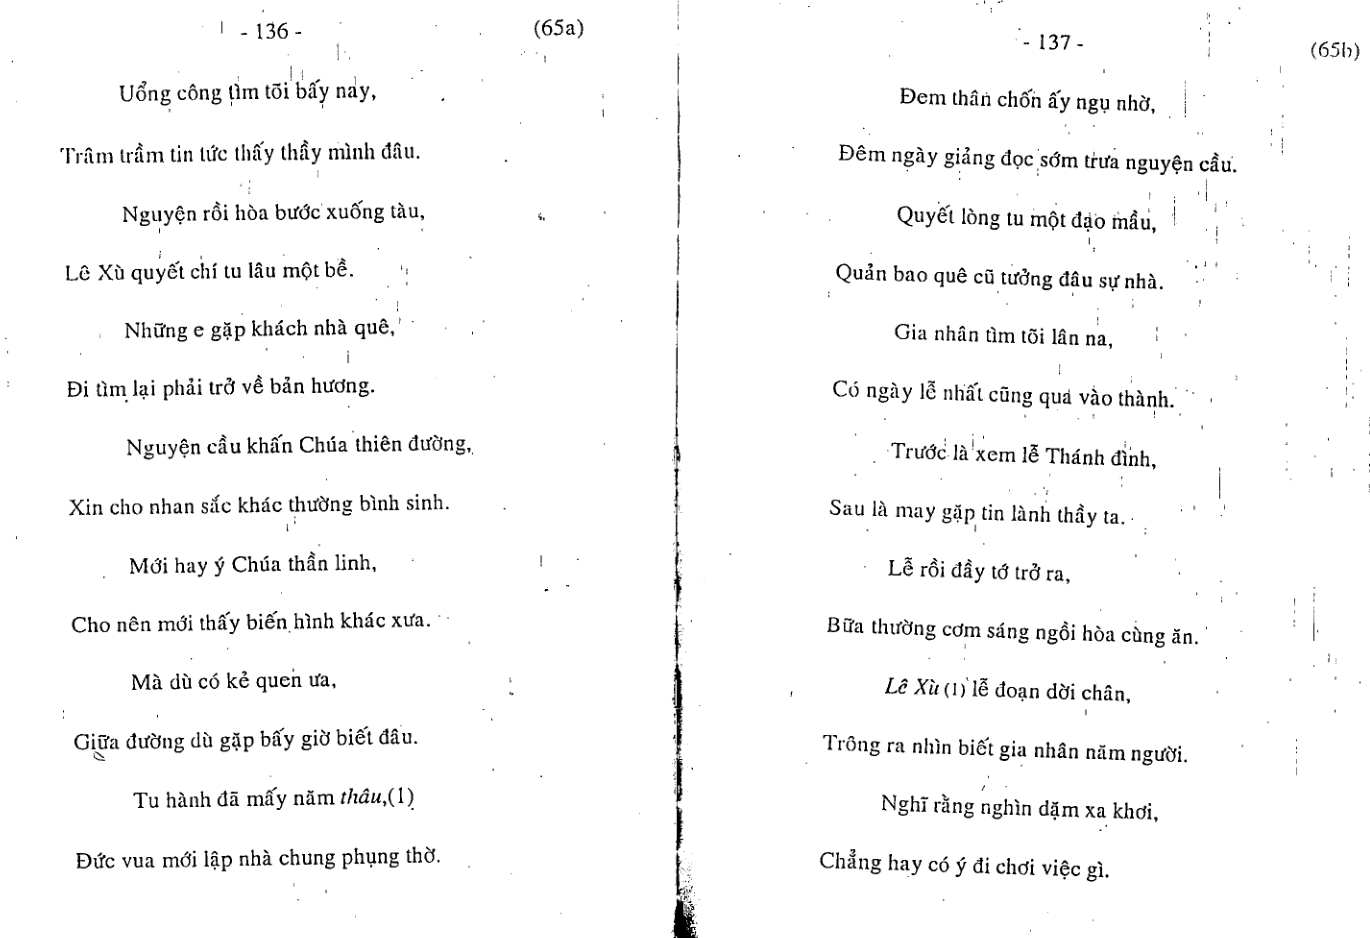 - 136 -
(65a)
Uổng công tìm tõi bấy nay,
Trâm trầm tin tức thấy thầy mình đâu.
Nguyện rồi hòa bước xuống tàu,
Lê Xù quyết chí tu lâu một bề.
Những e gặp khách nhà quê,
Đi tìm lại phải trở về bản hương.
Nguyện cầu khấn Chúa thiên đường,
Xin cho nhan sắc khác thường bình sinh.
Mới hay ý Chúa thần linh,
Cho nên mới thấy biến hình khác xưa.
Mà dù có kẻ quen ưa,
Giữa đường dù gặp bấy giờ biết đâu.
Tu hành đã mấy năm thâu,(1)
Đức vua mới lập nhà chung phụng thờ.
- 137 -
(65b)
Đem thân chốn ấy ngụ nhờ,
Đêm ngày giảng đọc sớm trưa nguyện cầu.
Quyết lòng tu một đạo mầu,
Quản bao quê cũ tưởng đâu sự nhà.
Gia nhân tìm tõi lân na,
Có ngày lễ nhất cũng qua vào thành.
Trước là xem lễ Thánh đình,
Sau là may gặp tin lành thầy ta.
Lễ rồi đầy tớ trở ra,
Bữa thường cơm sáng ngồi hòa cùng ăn.
Lê Xù (1) lễ đoạn dời chân,
Trông ra nhìn biết gia nhân năm người.
Nghĩ rằng nghìn dặm xa khơi,
Chẳng hay có ý đi chơi việc gì.